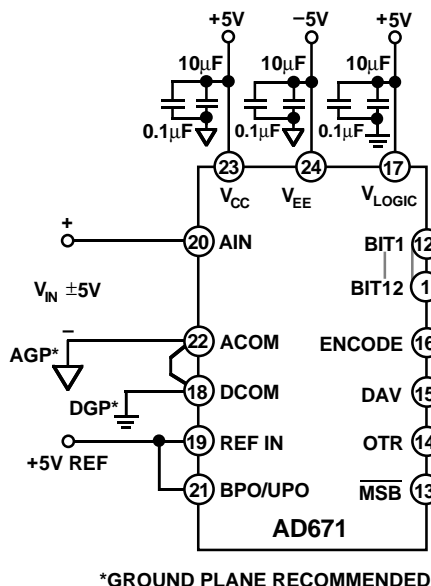 +5V −5V +5V
10µF 10µF 10µF
0.1µF 0.1µF 0.1µF
23 24 17
VCC VEE VLOGIC
+ 20 AIN BIT1 12
VIN ±5V
BIT12 1
− 22 ACOM ENCODE 16
AGP*
DGP* 18 DCOM DAV 15
19 REF IN OTR 14
+5V REF
21 BPO/UPO MSB 13
AD671
*GROUND PLANE RECOMMENDED